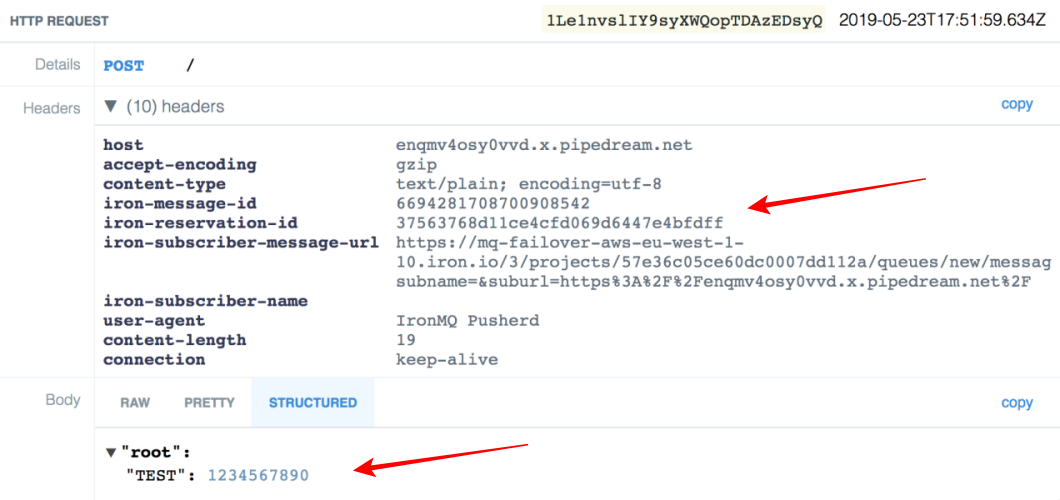 HTTP REQUEST 1Le1nvslIY9syXWQopTDAzEDsyQ 2019-05-23T17:51:59.634Z
Details POST /
Headers ▼ (10) headers copy
host enqmv4osy0vvd.x.pipedream.net
accept-encoding gzip
content-type text/plain; encoding=utf-8
iron-message-id 6694281708700908542
iron-reservation-id 37563768d11ce4cfd069d6447e4bfdff
iron-subscriber-message-url https://mq-failover-aws-eu-west-1-
10.iron.io/3/projects/57e36c05ce60dc0007dd112a/queues/new/messag
subname=&suburl=https%3A%2F%2Fenqmv4osy0vvd.x.pipedream.net%2F
iron-subscriber-name
user-agent IronMQ Pusherd
content-length 19
connection keep-alive
Body RAW PRETTY STRUCTURED copy
▼ "root":
"TEST": 1234567890